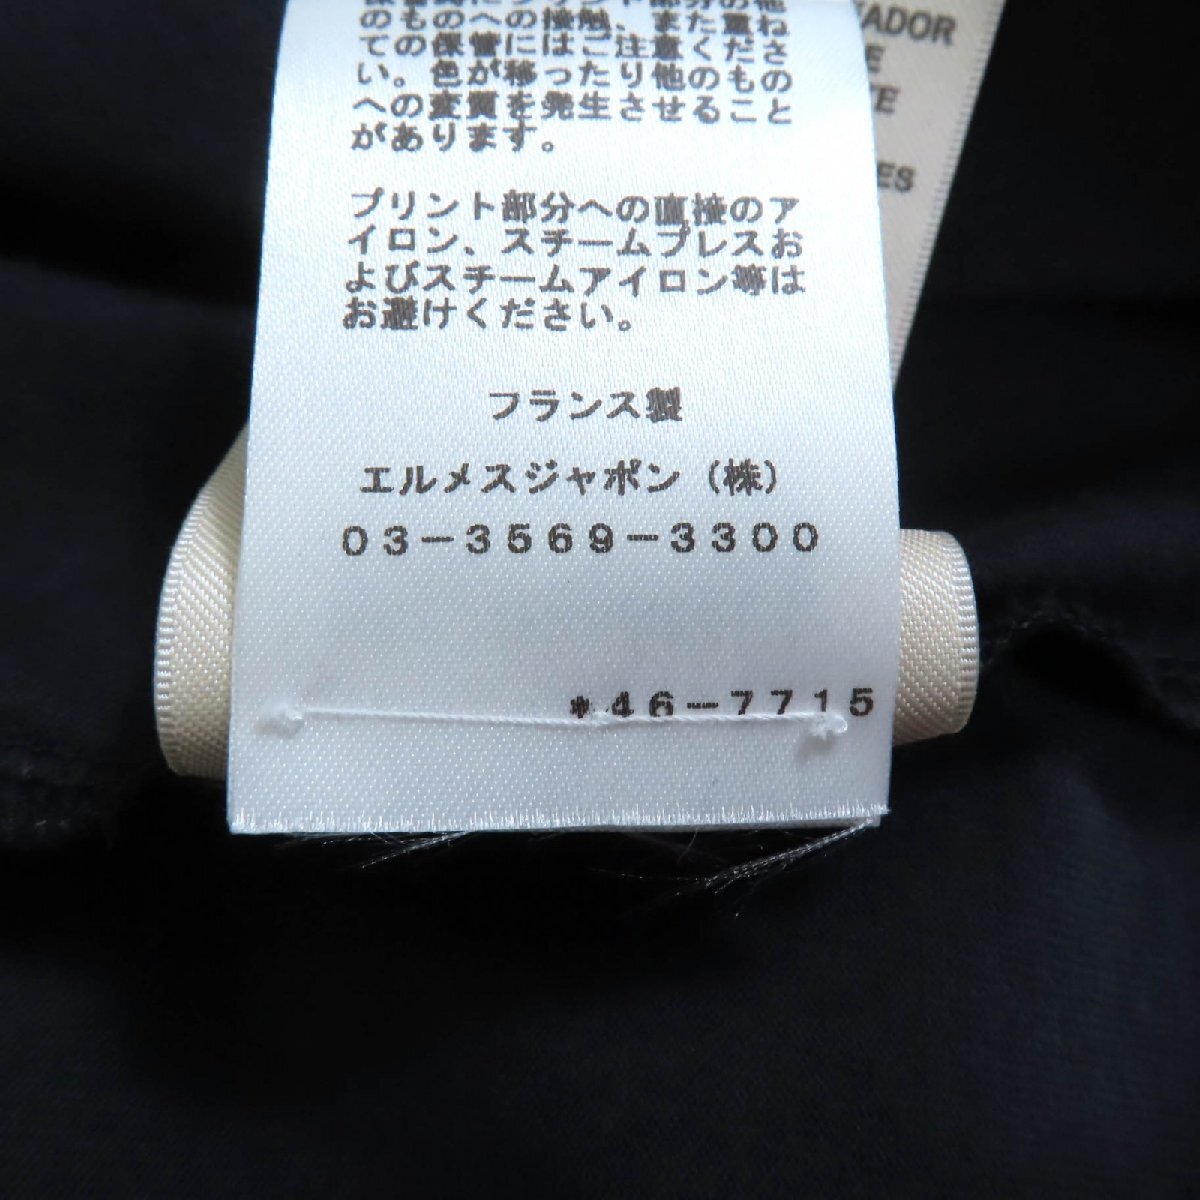 のものへの接触、また重ね
ての保管にはご注意くださ
い。色が移ったり他のもの
への変質を発生させること
があります。
プリント部分への直接のア
イロン、スチームプレスお
よびスチームアイロン等は
お避けください。
フランス製
エルメスジャポン（株）
03-3569-3300
*46-7715